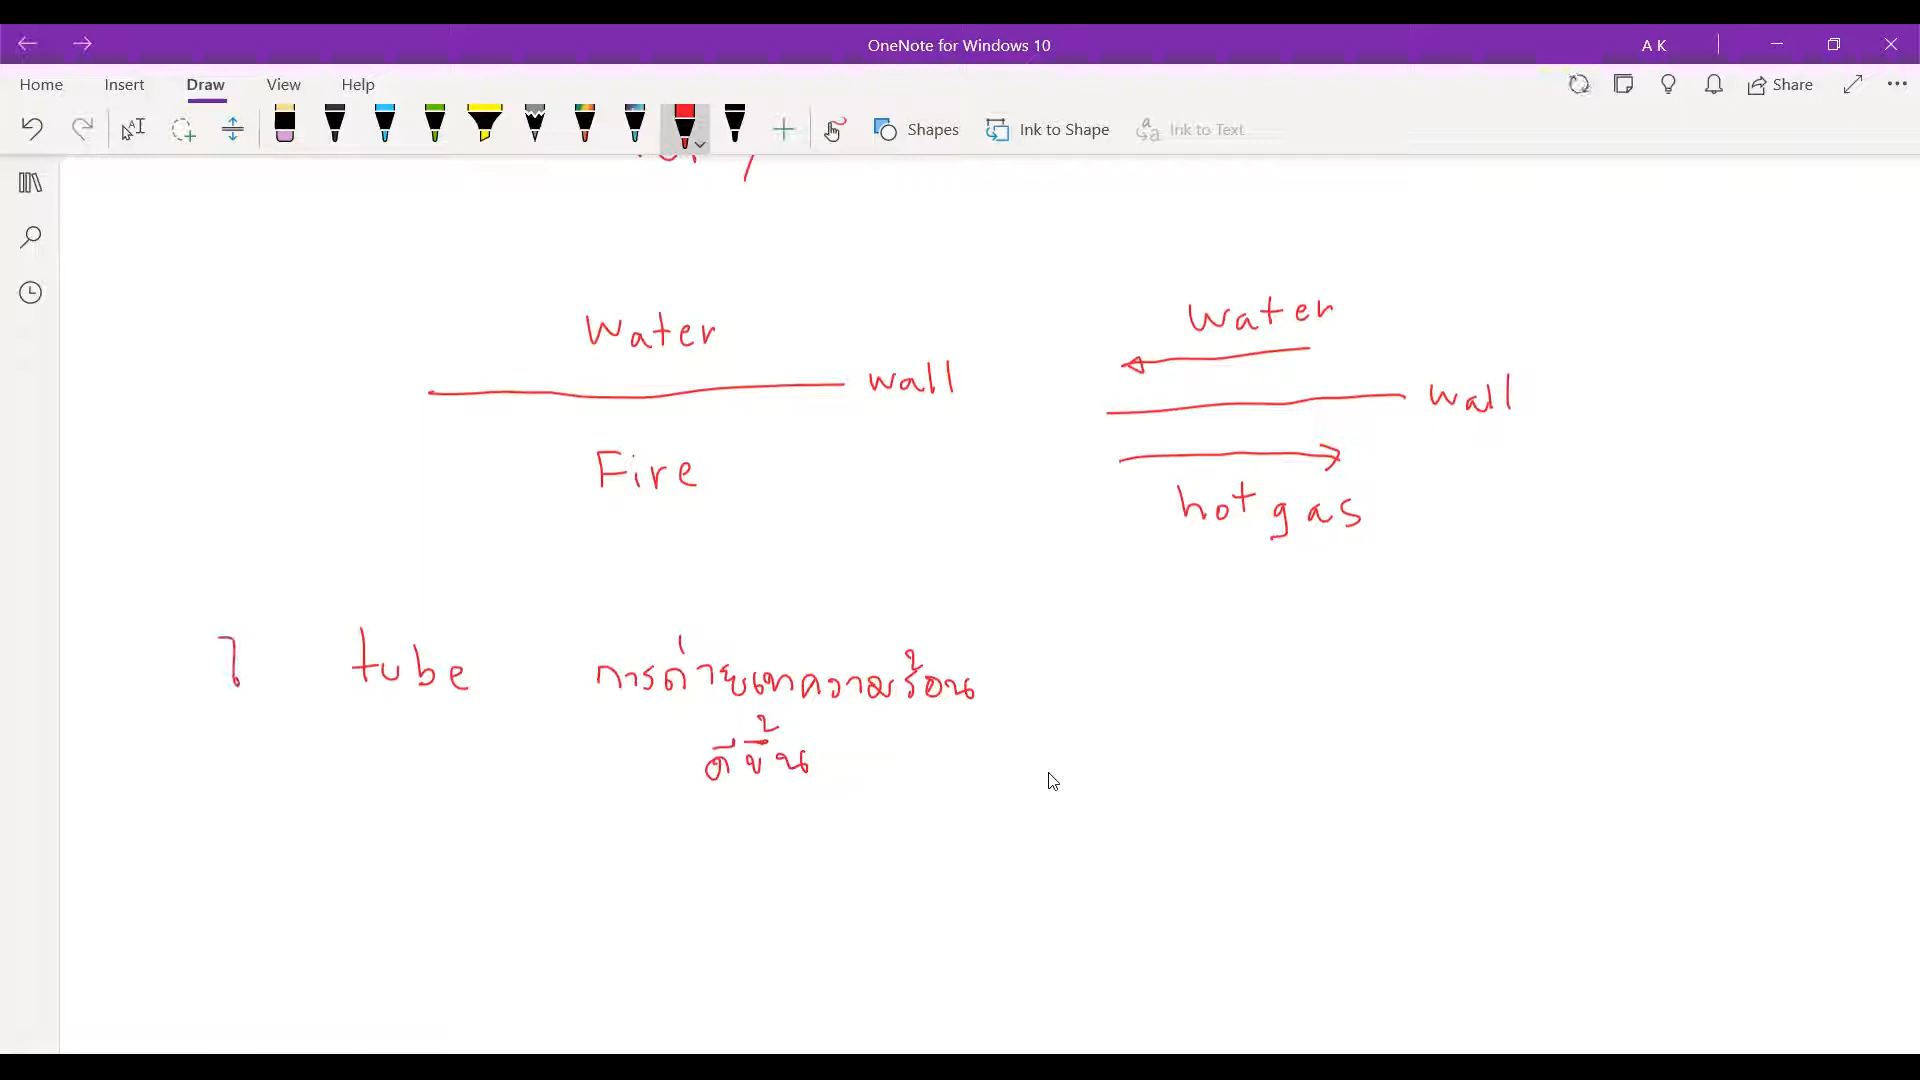 OneNote for Windows 10
A K
Home Insert Draw View Help
Share
Shapes
Ink to Shape
Ink to Text
Water
wall
Fire
water
wall
hot gas
tube การถ่ายเทความร้อน
ดีขึ้น